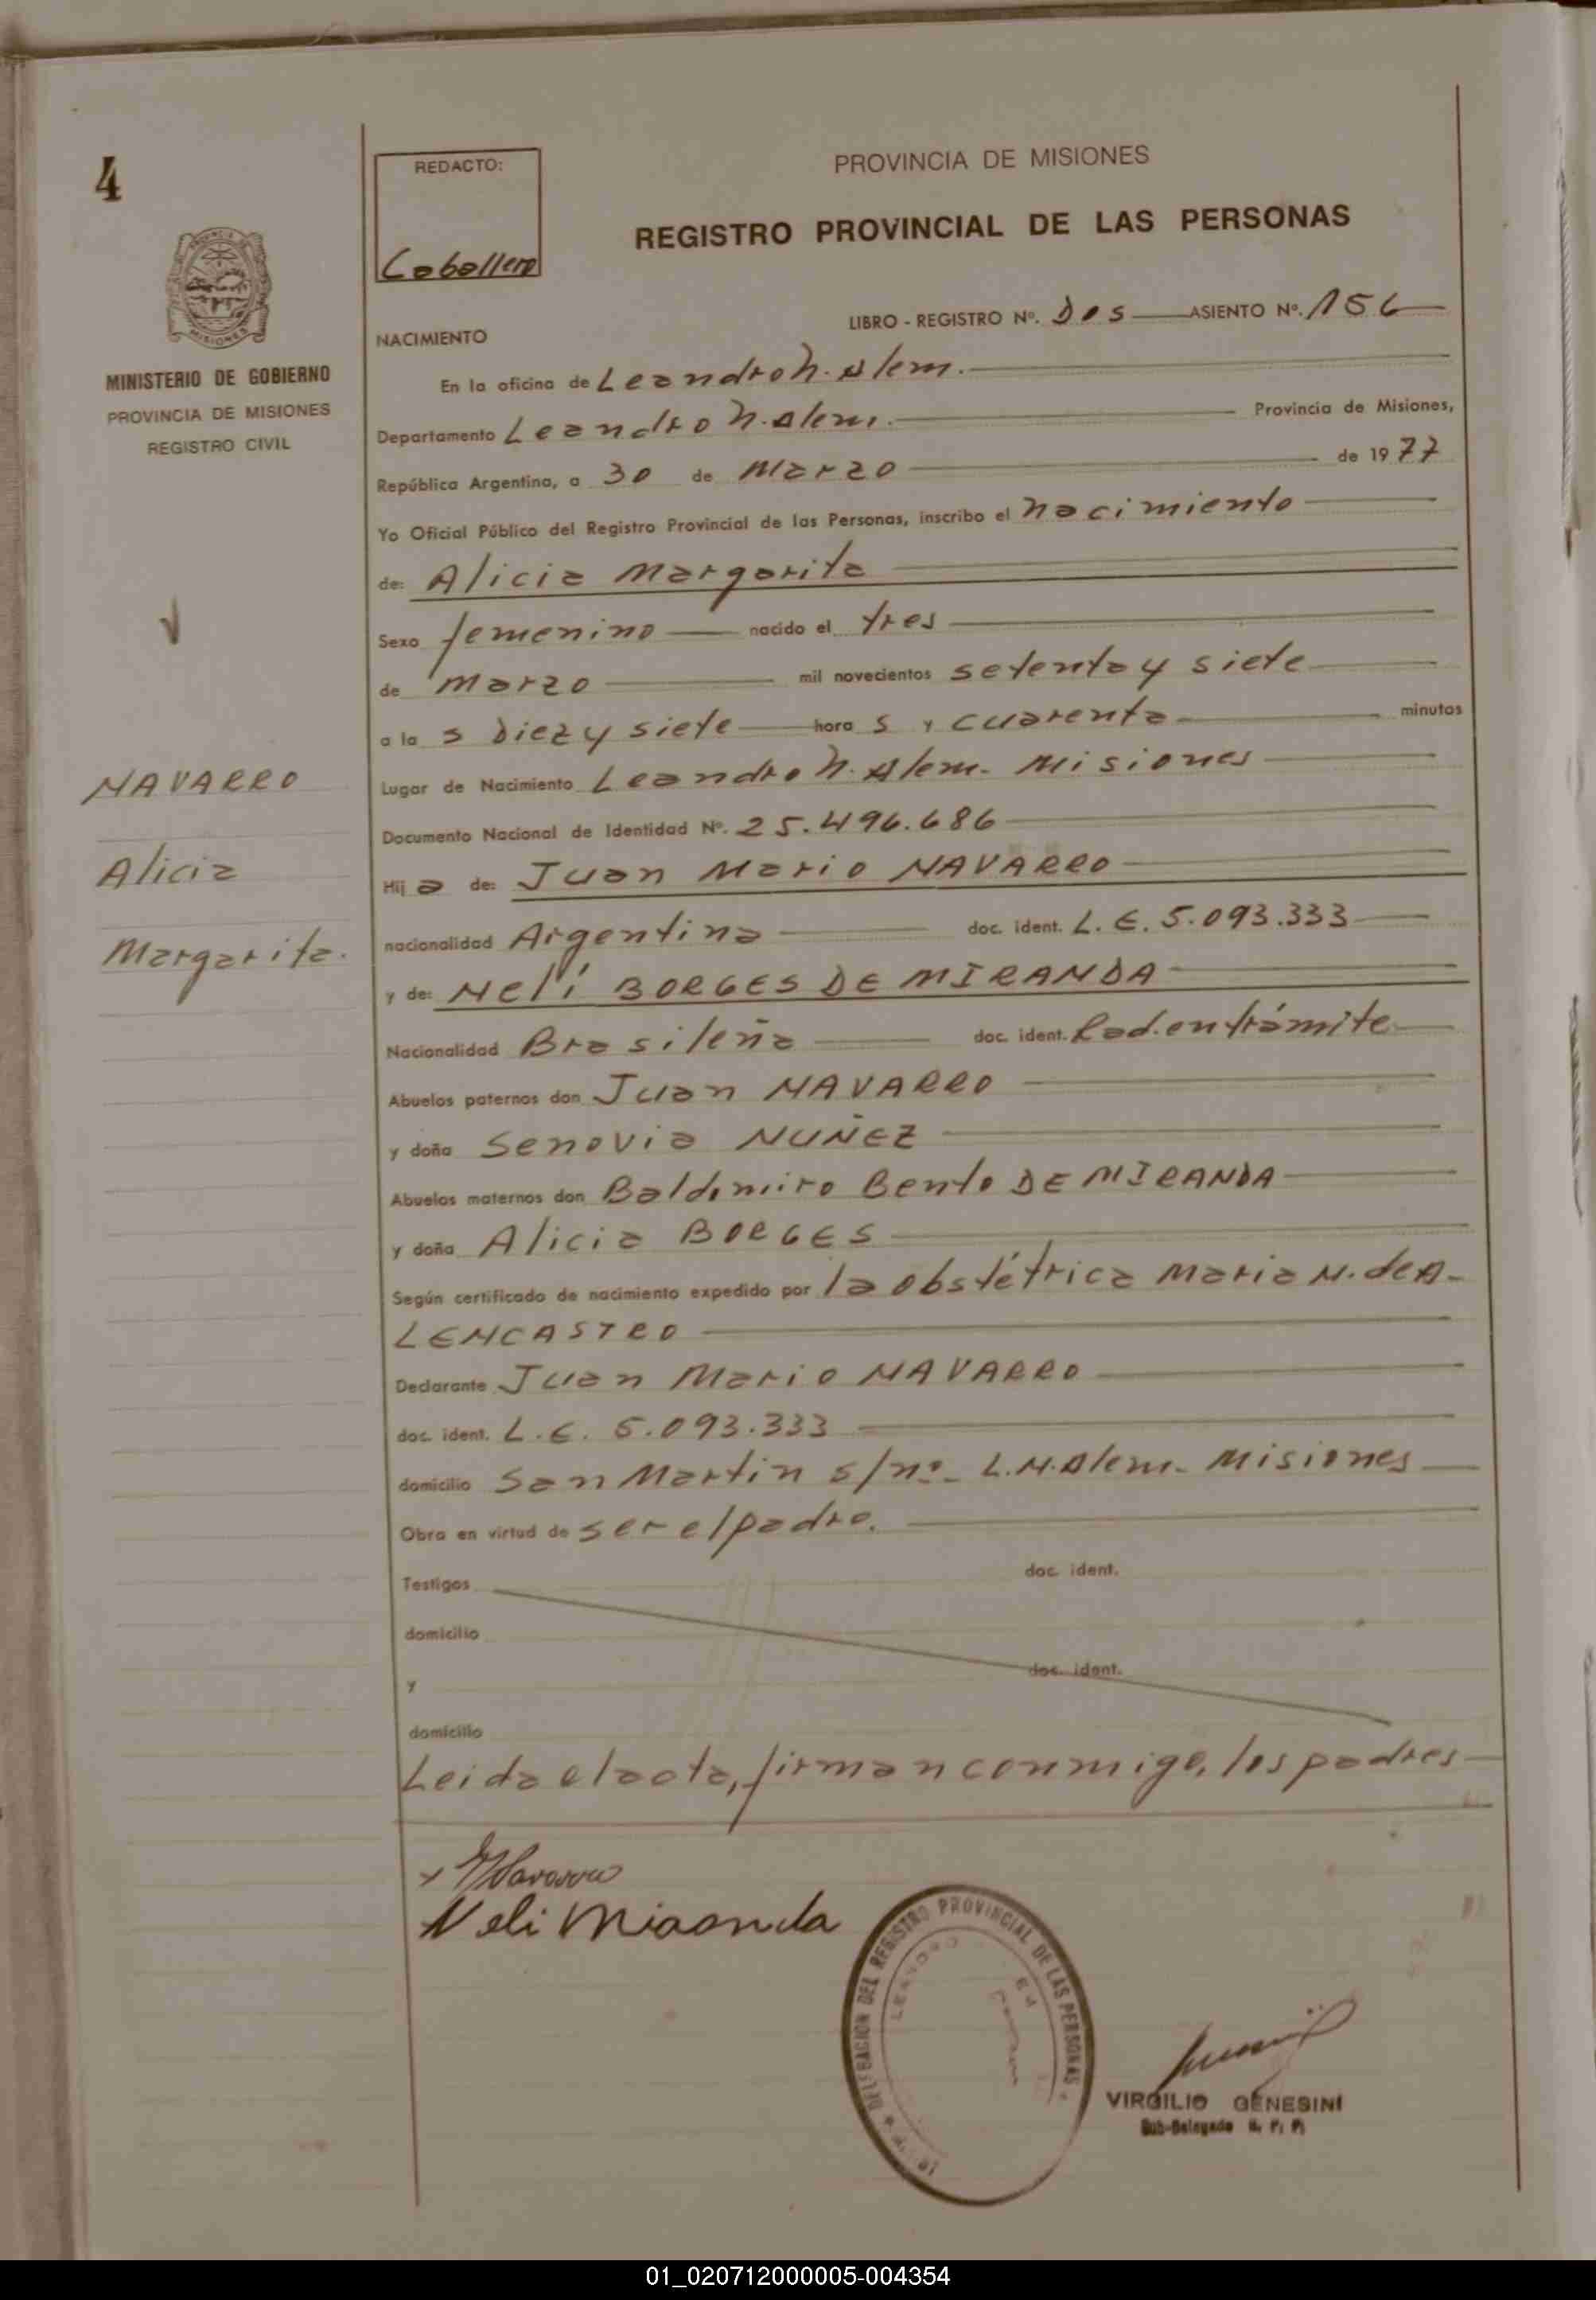 4
REDACTO:
Caballero
PROVINCIA DE MISIONES
REGISTRO PROVINCIAL DE LAS PERSONAS
MISIONES
MINISTERIO DE GOBIERNO
PROVINCIA DE MISIONES
REGISTRO CIVIL
LIBRO - REGISTRO Nº. Dos ASIENTO Nº. 156
NACIMIENTO
En la oficina de Leandro N. Alem.
Departamento Leandro N. Alem. Provincia de Misiones,
República Argentina, a 30 de Marzo de 1977
Yo Oficial Público del Registro Provincial de las Personas, inscribo el nacimiento
de: Alicia Margarita
Sexo femenino nacido el tres
de marzo mil novecientos setenta y siete
a la s Diez y siete hora s y cuarenta minutos
Lugar de Nacimiento Leandro N. Alem. Misiones
Documento Nacional de Identidad Nº. 25.496.686
Hij a de: Juan Mario NAVARRO
nacionalidad Argentina doc. ident. L. E. 5.093.333
y de: Nelí BORGES DE MIRANDA
Nacionalidad Brasileña doc. ident. Rad. en trámite
Abuelos paternos don Juan NAVARRO
y doña Senovia NUÑEZ
Abuelos maternos don Baldomiro Bento DE MIRANDA
y doña Alicia BORGES
Según certificado de nacimiento expedido por la obstétrica Maria N. de A-
LENCASTRO
Declarante Juan Mario NAVARRO
doc. ident. L. E. 5.093.333
domicilio San Martin s/nº- L.N. Alem- Misiones
Obra en virtud de ser el padre.
Testigos doc. ident.
domicilio
y doc. ident.
domicilio
Leida el acta, firman conmigo, los padres
NAVARRO
Alicia
Margarita.
x Navarro
Neli Miranda
DELEGACION DEL REGISTRO PROVINCIAL DE LAS PERSONAS
VIRGILIO GENESINI
Sub-Delegado R. P. P.
01_020712000005-004354